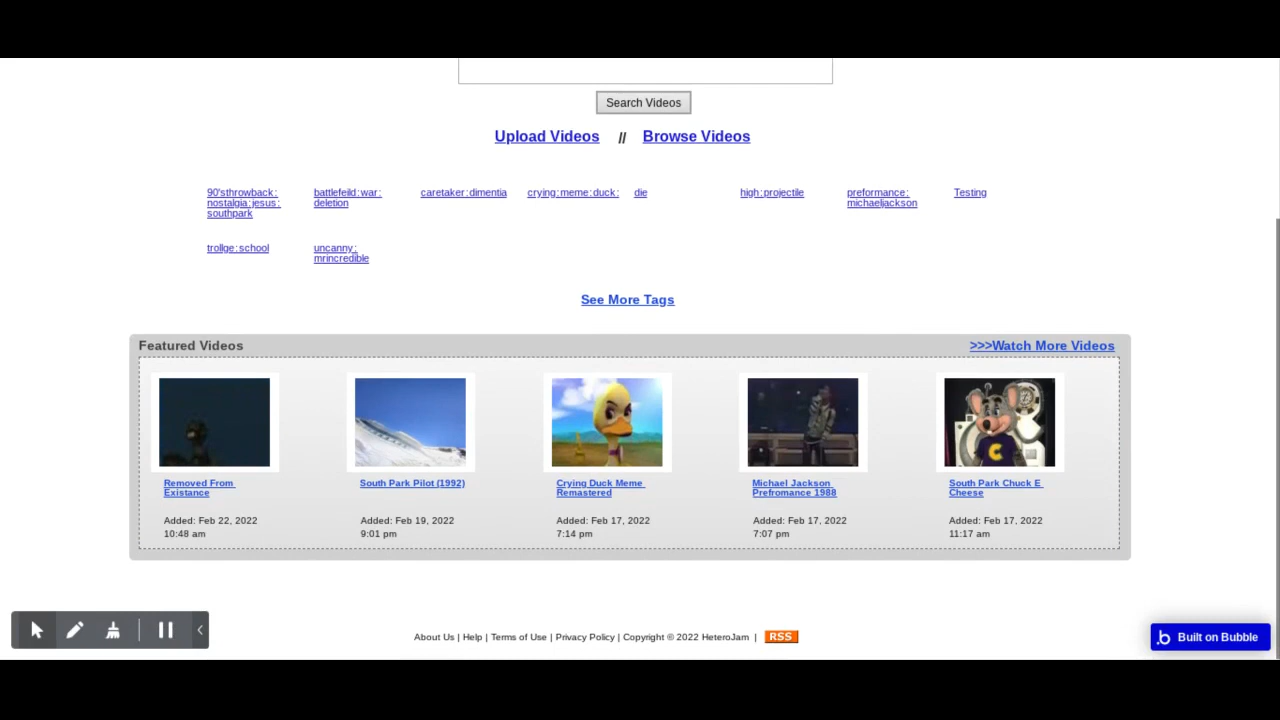 Search Videos
Upload Videos // Browse Videos
90'sthrowback: battlefeild:war: caretaker:dimentia crying:meme:duck: die high:projectile preformance: Testing
nostalgia:jesus: deletion michaeljackson
southpark
trollge:school uncanny:
mrincredible
See More Tags
Featured Videos >>>Watch More Videos
C
Removed From South Park Pilot (1992) Crying Duck Meme Michael Jackson South Park Chuck E
Existance Remastered Prefromance 1988 Cheese
Added: Feb 22, 2022 Added: Feb 19, 2022 Added: Feb 17, 2022 Added: Feb 17, 2022 Added: Feb 17, 2022
10:48 am 9:01 pm 7:14 pm 7:07 pm 11:17 am
About Us | Help | Terms of Use | Privacy Policy | Copyright © 2022 HeteroJam | RSS
.b Built on Bubble